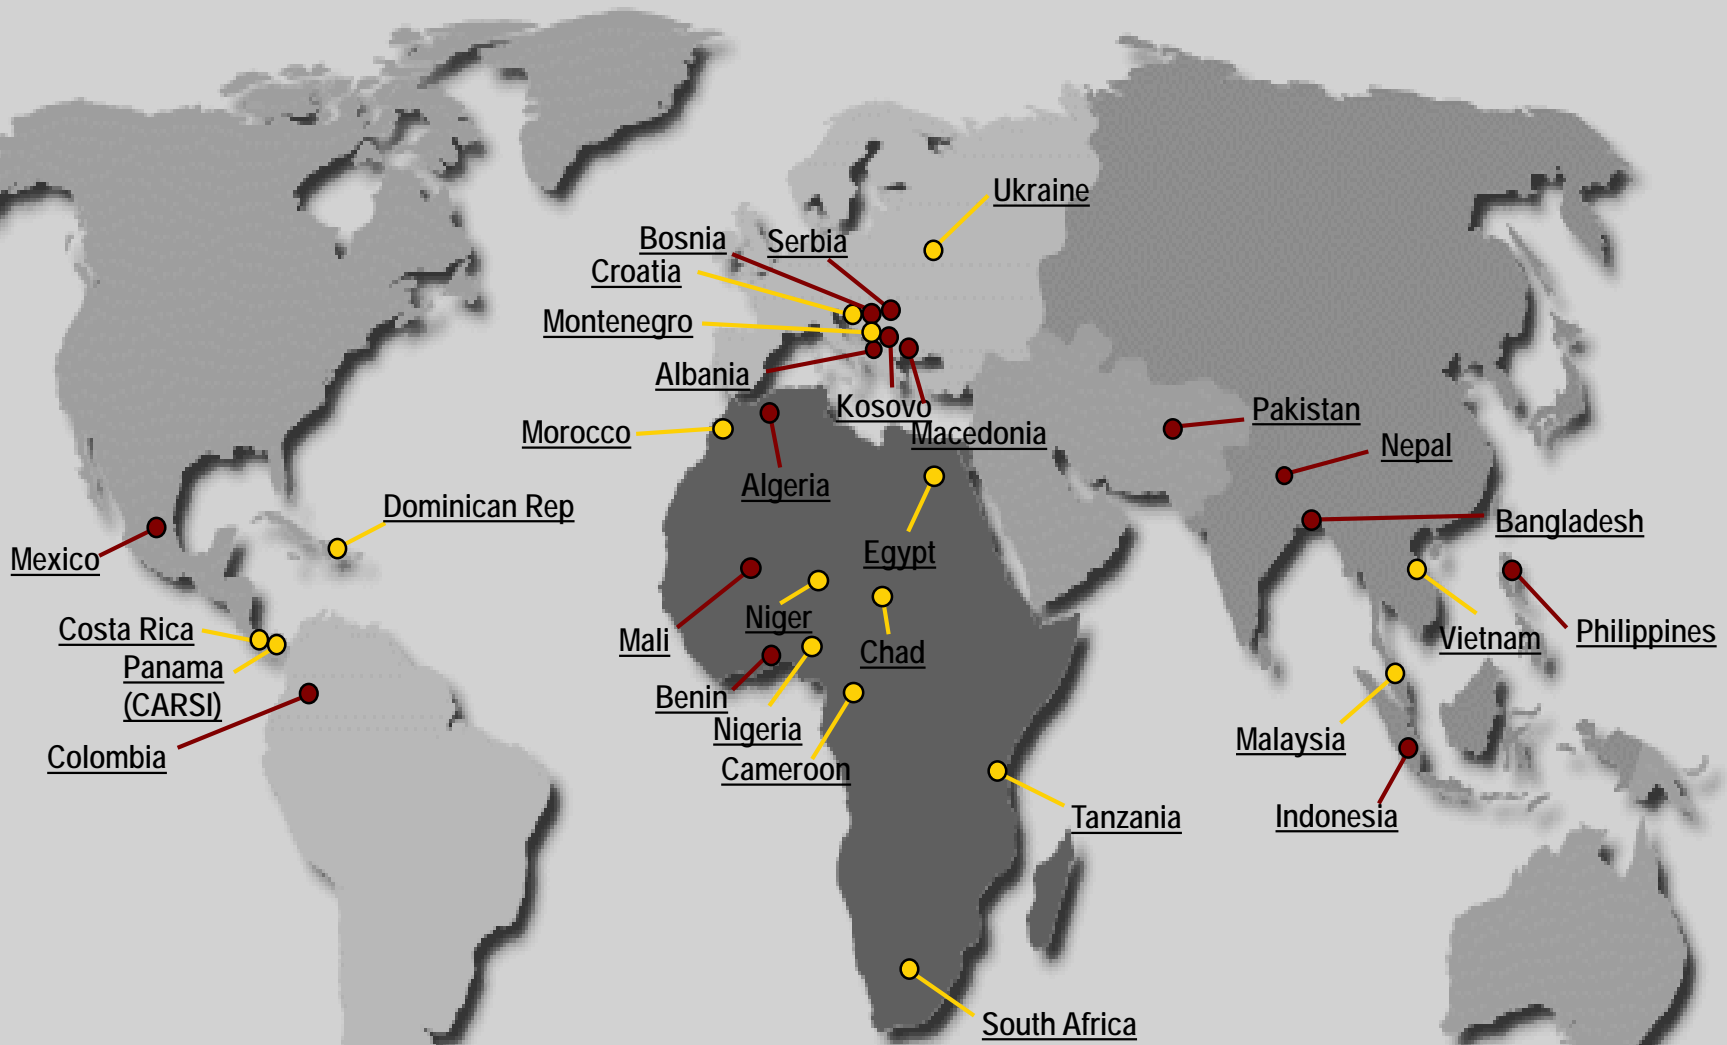 Ukraine
Bosnia
Serbia
Croatia
Montenegro
Albania
Kosovo
Macedonia
Pakistan
Morocco
Nepal
Algeria
Dominican Rep
Bangladesh
Mexico
Egypt
Niger
Costa Rica
Mali
Chad
Vietnam
Philippines
Panama
(CARSI)
Benin
Nigeria
Malaysia
Colombia
Cameroon
Tanzania
Indonesia
South Africa